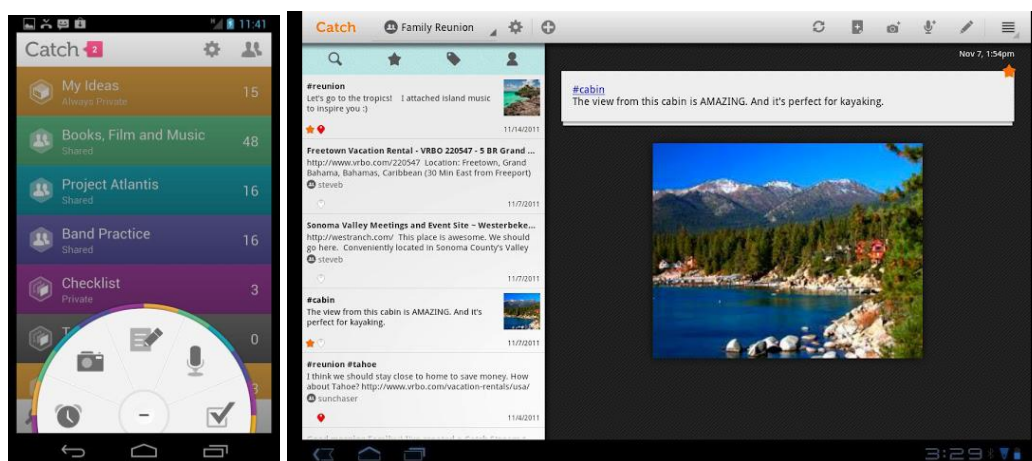 11:41
Catch 2
My Ideas 15
Always Private
Books, Film and Music 48
Shared
Project Atlantis 16
Shared
Band Practice 16
Shared
Checklist 3
Private
0
3
Catch Family Reunion
#reunion
Let's go to the tropics! I attached island music
to inspire you :)
11/14/2011
Freetown Vacation Rental - VRBO 220547 - 5 BR Grand ...
http://www.vrbo.com/220547 Location: Freetown, Grand
Bahama, Bahamas, Caribbean (30 Min East from Freeport)
steveb
11/7/2011
Sonoma Valley Meetings and Event Site ~ Westerbeke...
http://westranch.com/ This place is awesome. We should
go here. Conveniently located in Sonoma County's Valley
steveb
11/7/2011
#cabin
The view from this cabin is AMAZING. And it's
perfect for kayaking.
11/7/2011
#reunion #tahoe
I think we should stay close to home to save money. How
about Tahoe? http://www.vrbo.com/vacation-rentals/usa/
sunchaser
11/4/2011
Nov 7, 1:54pm
#cabin
The view from this cabin is AMAZING. And it's perfect for kayaking.
3:29